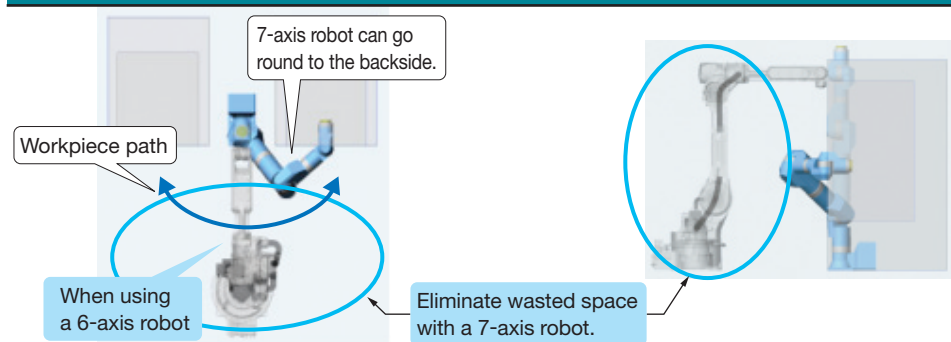 7-axis robot can go
round to the backside.
Workpiece path
When using
a 6-axis robot
Eliminate wasted space
with a 7-axis robot.